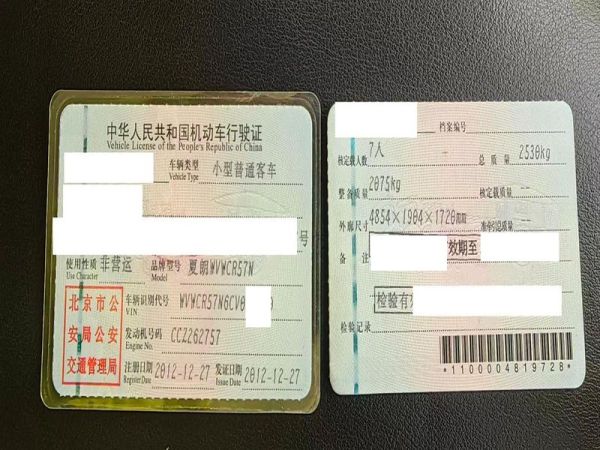 中华人民共和国机动车行驶证
Vehicle License of the People's Republic of China
车辆类型 小型普通客车
Vehicle Type
号
使用性质 非营运 品牌型号 夏朗WVWCR57N
Use Character Model
北京市公安局公安交通管理局
车辆识别代号 WVWCR57N6CV0
VIN
发动机号码 CCZ262757
Engine No.
注册日期 2012-12-27 发证日期 2012-12-27
Register Date Issue Date
档案编号
核定载人数 7人 总质量 2530kg
整备质量 2075kg 核定载质量 --
外廓尺寸 4854×1904×1720mm 准牵引总质量 --
备注 效期至
检验有
检验记录
*1100004819728*